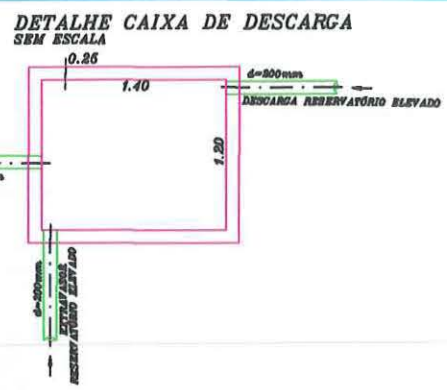 DETALHE CAIXA DE DESCARGA
SEM ESCALA
0.25
1.40
d=200mm
DESCARGA RESERVATÓRIO ELEVADO
1.20
d=200mm
EXTRAVASOR
RESERVATÓRIO ELEVADO